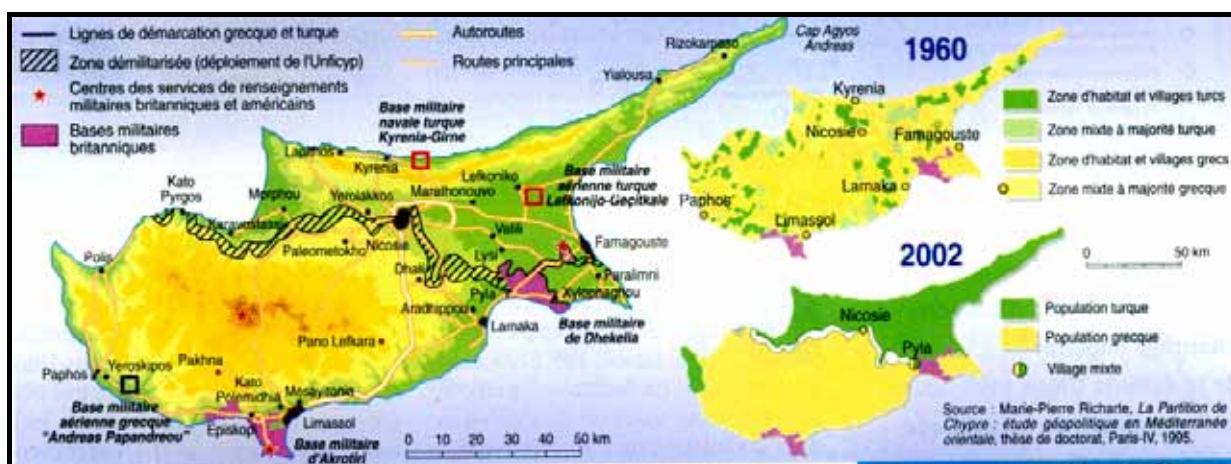 Lignes de démarcation grecque et turque
Zone démilitarisée (déploiement de l'Unficyp)
Centres des services de renseignements
militaires britanniques et américains
Bases militaires
britanniques
Autoroutes
Routes principales
Cap Agyos
Andreas
Rizokarpaso
Yialousa
Base militaire
navale turque
Kyrenia-Girne
Lapithos
Kyrenia
Lefkoniko
Base militaire
aérienne turque
Lefkonijo-Geçitkale
Kato
Pyrgos
Morphou
Yerolakkos
Marathonouvo
Karavostassi
Paleometokho
Nicosie
Vatili
Famagouste
Polis
Dhali
Lysi
Paralimni
Pyla
Xylophaghou
Aradhippou
Larnaka
Base militaire
de Dhekelia
Pano Lefkara
Pakhna
Yeroskipos
Paphos
Kato
Polemidhia
Mesayitonia
Base militaire
aérienne grecque
"Andreas Papandreou"
Episkopi
Limassol
Base militaire
d'Akrotiri
0 10 20 30 40 50 km
1960
Kyrenia
Nicosie
Famagouste
Larnaka
Paphos
Limassol
Zone d'habitat et villages turcs
Zone mixte à majorité turque
Zone d'habitat et villages grecs
Zone mixte à majorité grecque
0 50 km
2002
Nicosie
Pyla
Population turque
Population grecque
Village mixte
Source : Marie-Pierre Richarte, La Partition de
Chypre : étude géopolitique en Méditerranée
orientale, thèse de doctorat, Paris-IV, 1995.